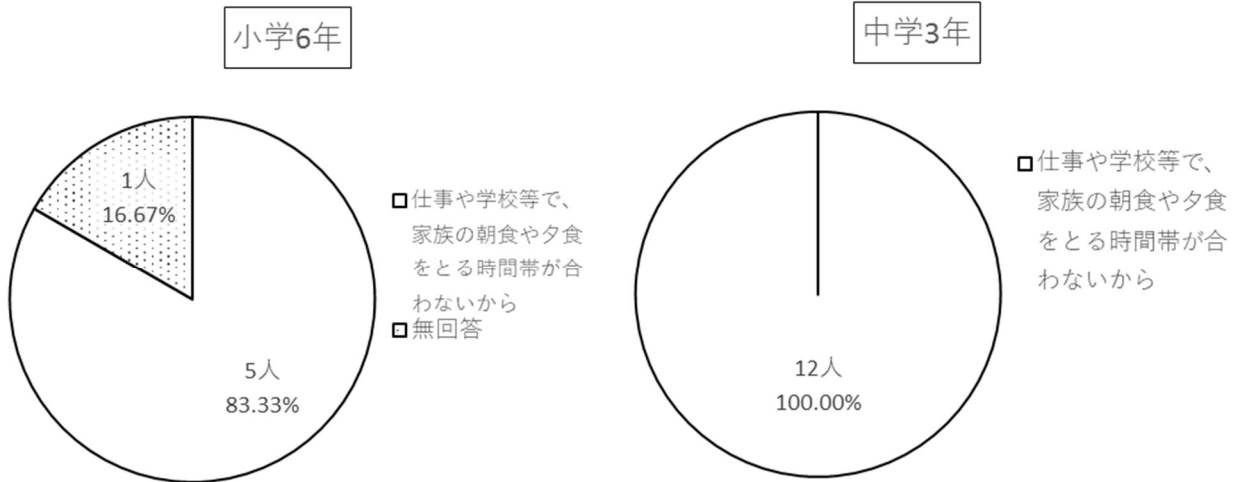 小学6年
1人
16.67%
5人
83.33%
仕事や学校等で、
家族の朝食や夕食
をとる時間帯が合
わないから
無回答
中学3年
12人
100.00%
仕事や学校等で、
家族の朝食や夕食
をとる時間帯が合
わないから